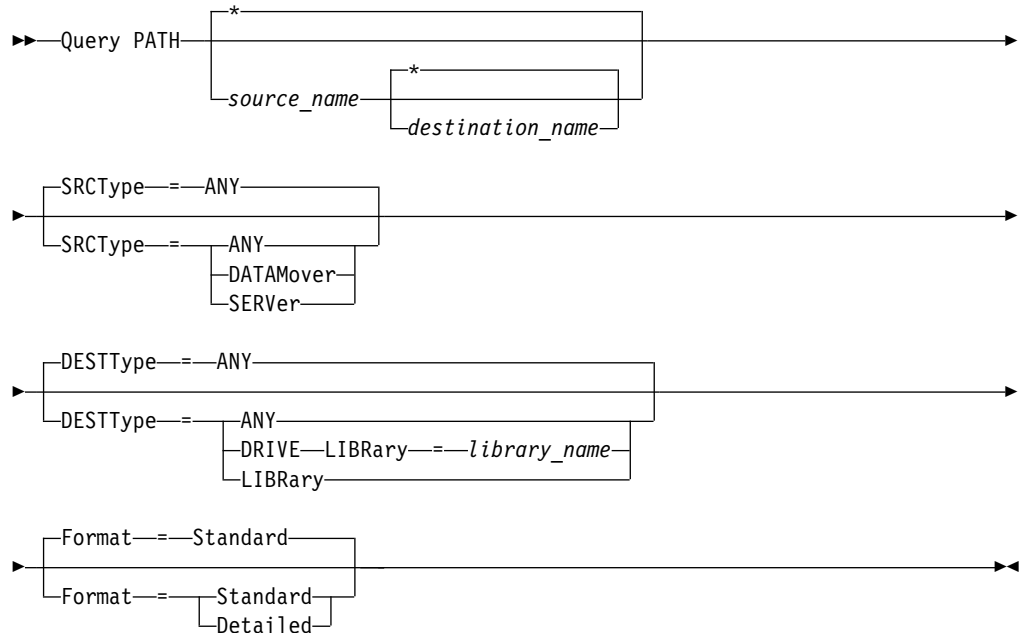 *
Query PATH
*
source_name
destination_name
SRCType = ANY
SRCType = ANY
DATAMover
SERVer
DESTType = ANY
DESTType = ANY
DRIVE LIBRary = library_name
LIBRary
Format = Standard
Format = Standard
Detailed